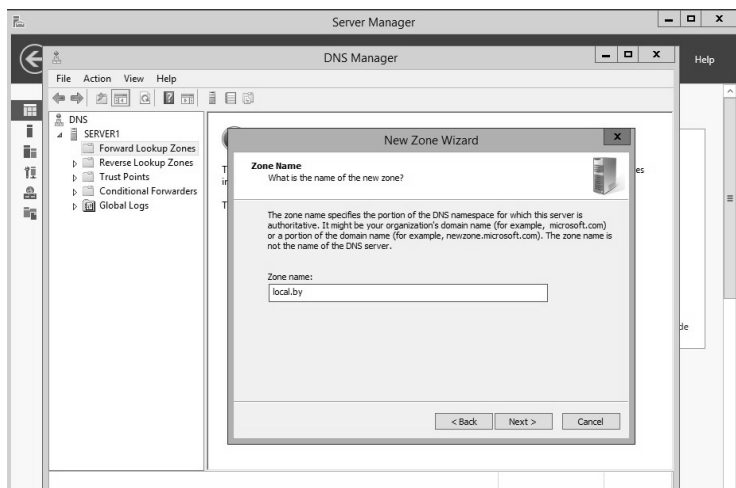 Server Manager
Help
DNS Manager
File Action View Help
DNS
SERVER1
Forward Lookup Zones
Reverse Lookup Zones
Trust Points
Conditional Forwarders
Global Logs
New Zone Wizard
Zone Name
What is the name of the new zone?
The zone name specifies the portion of the DNS namespace for which this server is
authoritative. It might be your organization's domain name (for example, microsoft.com)
or a portion of the domain name (for example, newzone.microsoft.com). The zone name is
not the name of the DNS server.
Zone name:
local.by
< Back Next > Cancel